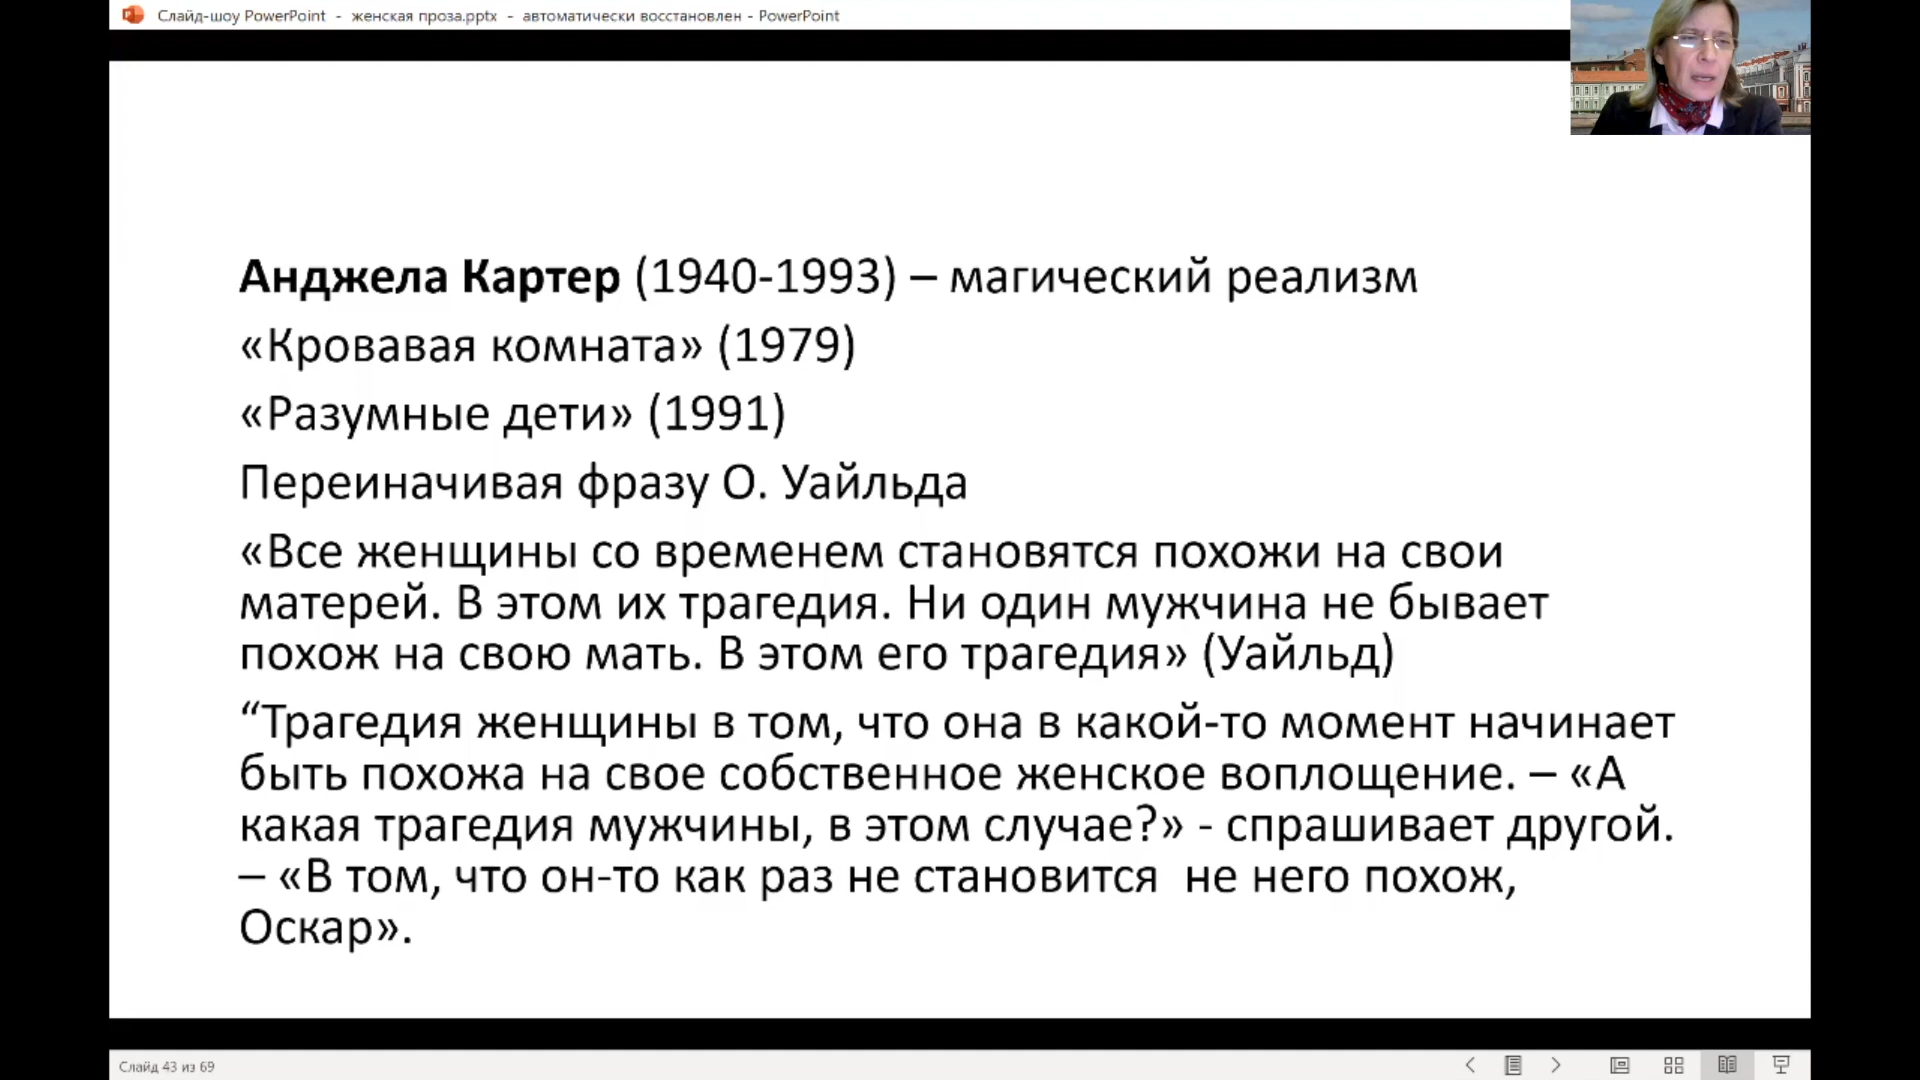 Слайд-шоу PowerPoint - женская проза.pptx - автоматически восстановлен - PowerPoint
Анджела Картер (1940-1993) – магический реализм
«Кровавая комната» (1979)
«Разумные дети» (1991)
Переиначивая фразу О. Уайльда
«Все женщины со временем становятся похожи на свои
матерей. В этом их трагедия. Ни один мужчина не бывает
похож на свою мать. В этом его трагедия» (Уайльд)
“Трагедия женщины в том, что она в какой-то момент начинает
быть похожа на свое собственное женское воплощение. – «А
какая трагедия мужчины, в этом случае?» - спрашивает другой.
– «В том, что он-то как раз не становится  не него похож,
Оскар».
Слайд 43 из 69